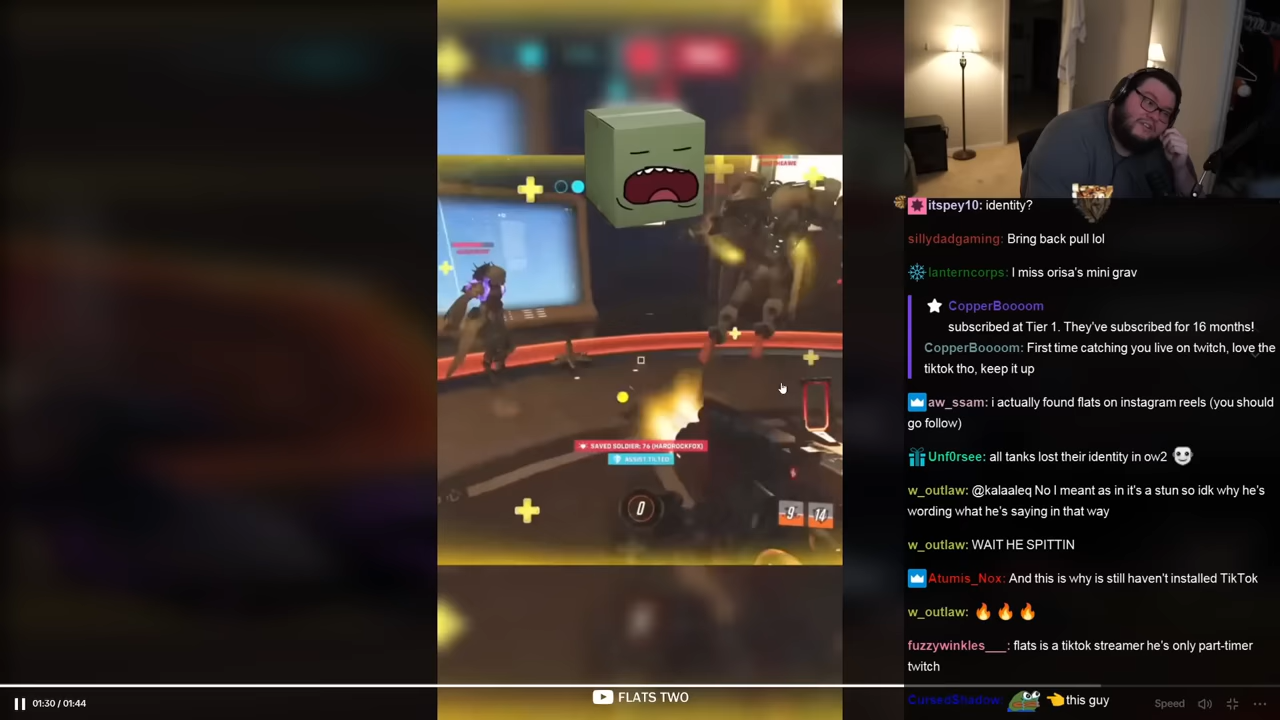 SAVED SOLDIER: 76 (HARDROCKFOX)
0
9
14
FLATS TWO
01:30 / 01:44
itspey10: identity?
sillydadgaming: Bring back pull lol
lanterncorps: I miss orisa's mini grav
CopperBoooom
subscribed at Tier 1. They've subscribed for 16 months!
CopperBoooom: First time catching you live on twitch, love the
tiktok tho, keep it up
aw_ssam: i actually found flats on instagram reels (you should
go follow)
Unf0rsee: all tanks lost their identity in ow2
w_outlaw: @kalaaleq No I meant as in it's a stun so idk why he's
wording what he's saying in that way
w_outlaw: WAIT HE SPITTIN
Atumis_Nox: And this is why is still haven't installed TikTok
w_outlaw:
fuzzywinkles___: flats is a tiktok streamer he's only part-timer
twitch
CursedShadow: this guy
Speed